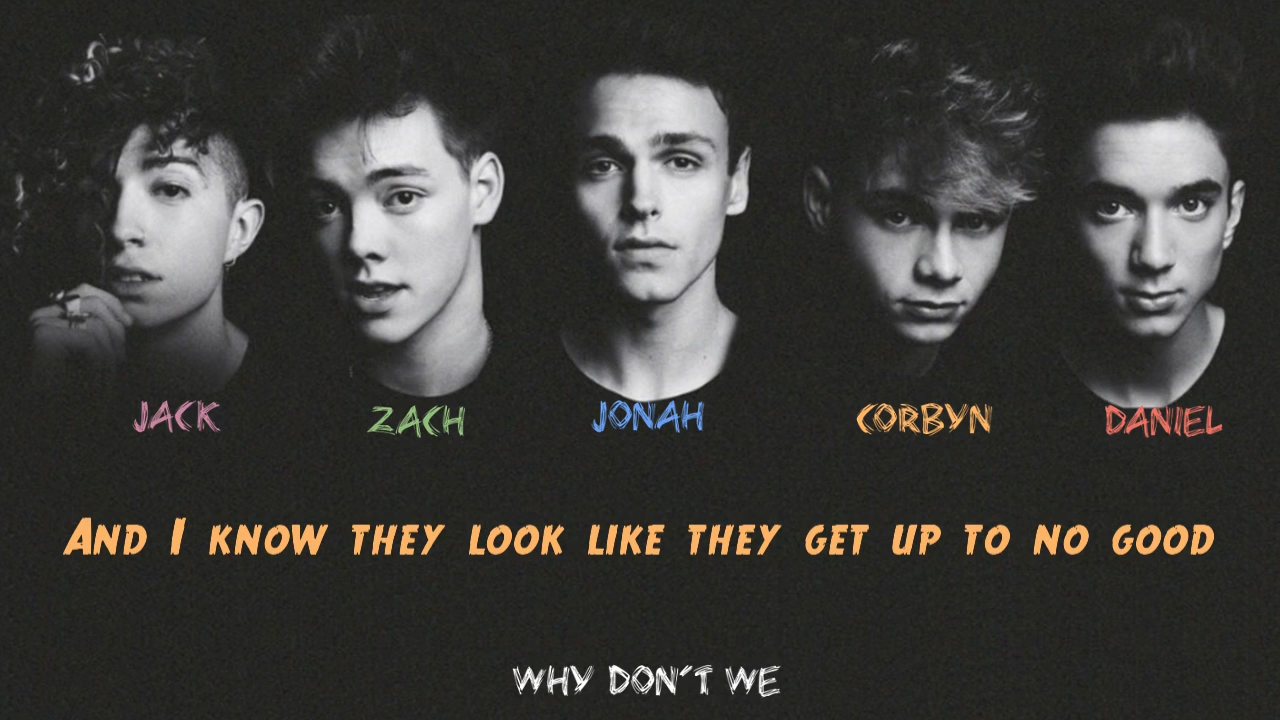 JACK ZACH JONAH CORBYN DANIEL
AND I KNOW THEY LOOK LIKE THEY GET UP TO NO GOOD
WHY DON'T WE